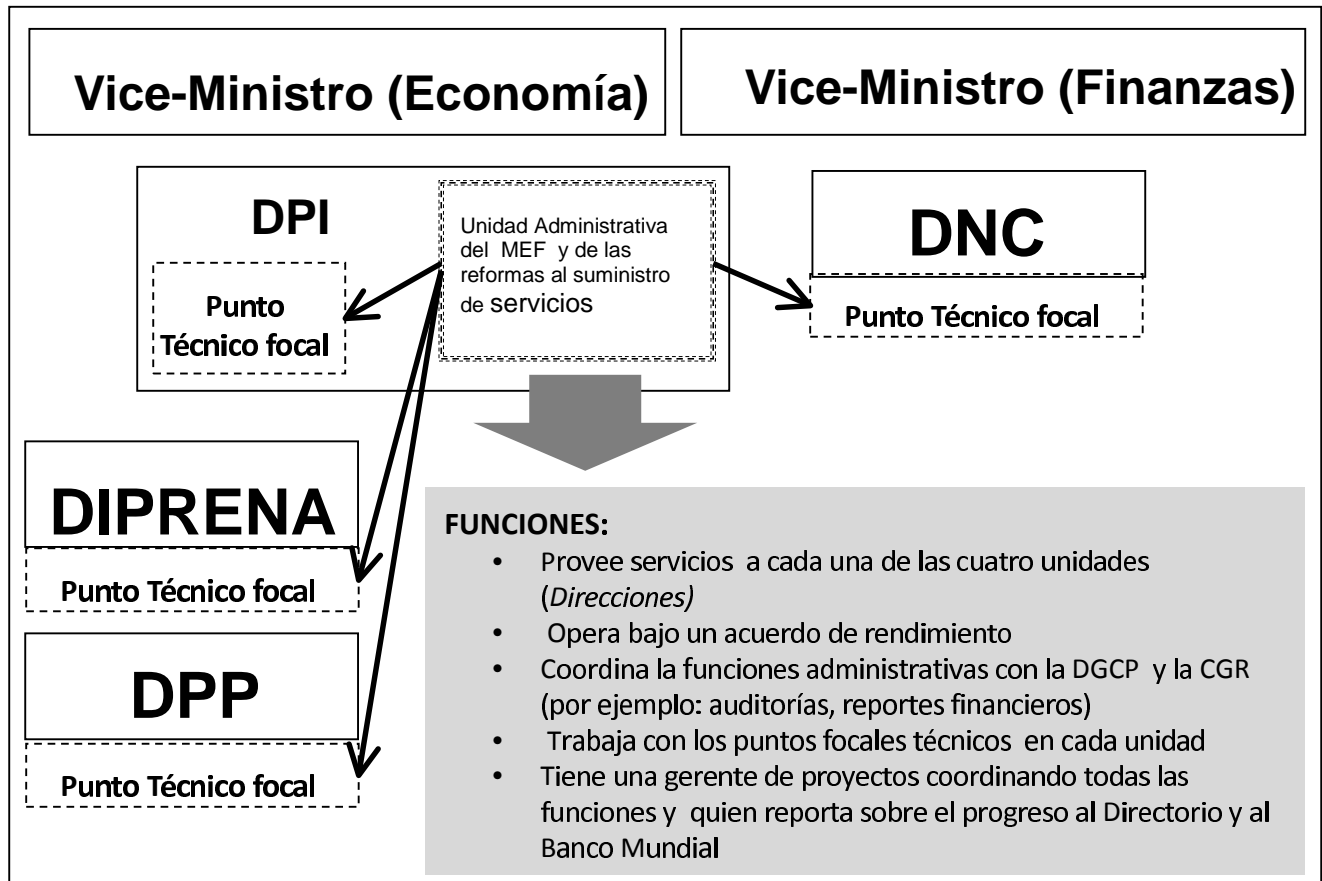 Vice-Ministro (Economía)
Vice-Ministro (Finanzas)
DPI
Punto
Técnico focal
Unidad Administrativa
del MEF y de las
reformas al suministro
de servicios
DNC
Punto Técnico focal
DIPRENA
Punto Técnico focal
DPP
Punto Técnico focal
FUNCIONES:
• Provee servicios a cada una de las cuatro unidades
(Direcciones)
• Opera bajo un acuerdo de rendimiento
• Coordina la funciones administrativas con la DGCP y la CGR
(por ejemplo: auditorías, reportes financieros)
• Trabaja con los puntos focales técnicos en cada unidad
• Tiene una gerente de proyectos coordinando todas las
funciones y quien reporta sobre el progreso al Directorio y al
Banco Mundial